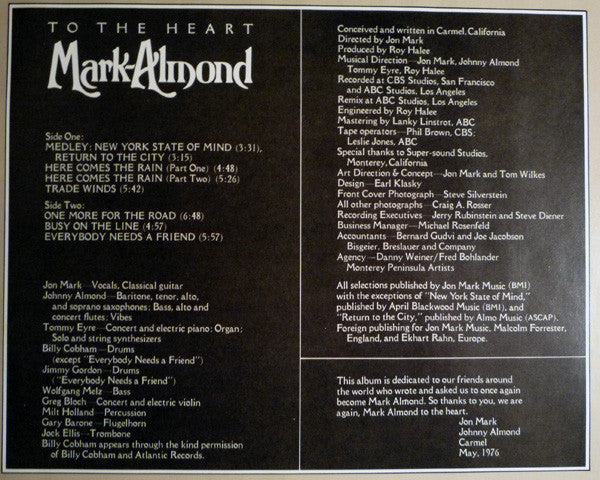 TO THE HEART
Mark-Almond
Side One:
MEDLEY: NEW YORK STATE OF MIND (3:31),
RETURN TO THE CITY (3:15)
HERE COMES THE RAIN (Part One) (4:48)
HERE COMES THE RAIN (Part Two) (5:26)
TRADE WINDS (5:42)
Side Two:
ONE MORE FOR THE ROAD (6:48)
BUSY ON THE LINE (4:57)
EVERYBODY NEEDS A FRIEND (5:57)
Jon Mark—Vocals, Classical guitar
Johnny Almond—Baritone, tenor, alto,
and soprano saxophones; Bass, alto and
concert flutes; Vibes
Tommy Eyre—Concert and electric piano; Organ;
Solo and string synthesizers
Billy Cobham—Drums
(except "Everybody Needs a Friend")
Jimmy Gordon—Drums
("Everybody Needs a Friend")
Wolfgang Melz—Bass
Greg Bloch—Concert and electric violin
Milt Holland—Percussion
Gary Barone—Flugelhorn
Jock Ellis—Trombone
Billy Cobham appears through the kind permission
of Billy Cobham and Atlantic Records.
Conceived and written in Carmel, California
Directed by Jon Mark
Produced by Roy Halee
Musical Direction—Jon Mark, Johnny Almond
Tommy Eyre, Roy Halee
Recorded at CBS Studios, San Francisco
and ABC Studios, Los Angeles
Remix at ABC Studios, Los Angeles
Engineered by Roy Halee
Mastering by Lanky Linstrot, ABC
Tape operators—Phil Brown, CBS;
Leslie Jones, ABC
Special thanks to Super-sound Studios,
Monterey, California
Art Direction & Concept—Jon Mark and Tom Wilkes
Design—Earl Klasky
Front Cover Photograph—Steve Silverstein
All other photographs—Craig A. Rosser
Recording Executives—Jerry Rubinstein and Steve Diener
Business Manager—Michael Rosenfeld
Accountants—Bernard Gudvi and Joe Jacobson
Bisgeier, Breslauer and Company
Agency—Danny Weiner/Fred Bohlander
Monterey Peninsula Artists
All selections published by Jon Mark Music (BMI)
with the exceptions of "New York State of Mind,"
published by April Blackwood Music (BMI), and
"Return to the City," published by Almo Music (ASCAP).
Foreign publishing for Jon Mark Music, Malcolm Forrester,
England, and Ekhart Rahn, Europe.
This album is dedicated to our friends around
the world who wrote and asked us to once again
become Mark Almond. So thanks to you, we are
again, Mark Almond to the heart.
Jon Mark
Johnny Almond
Carmel
May, 1976